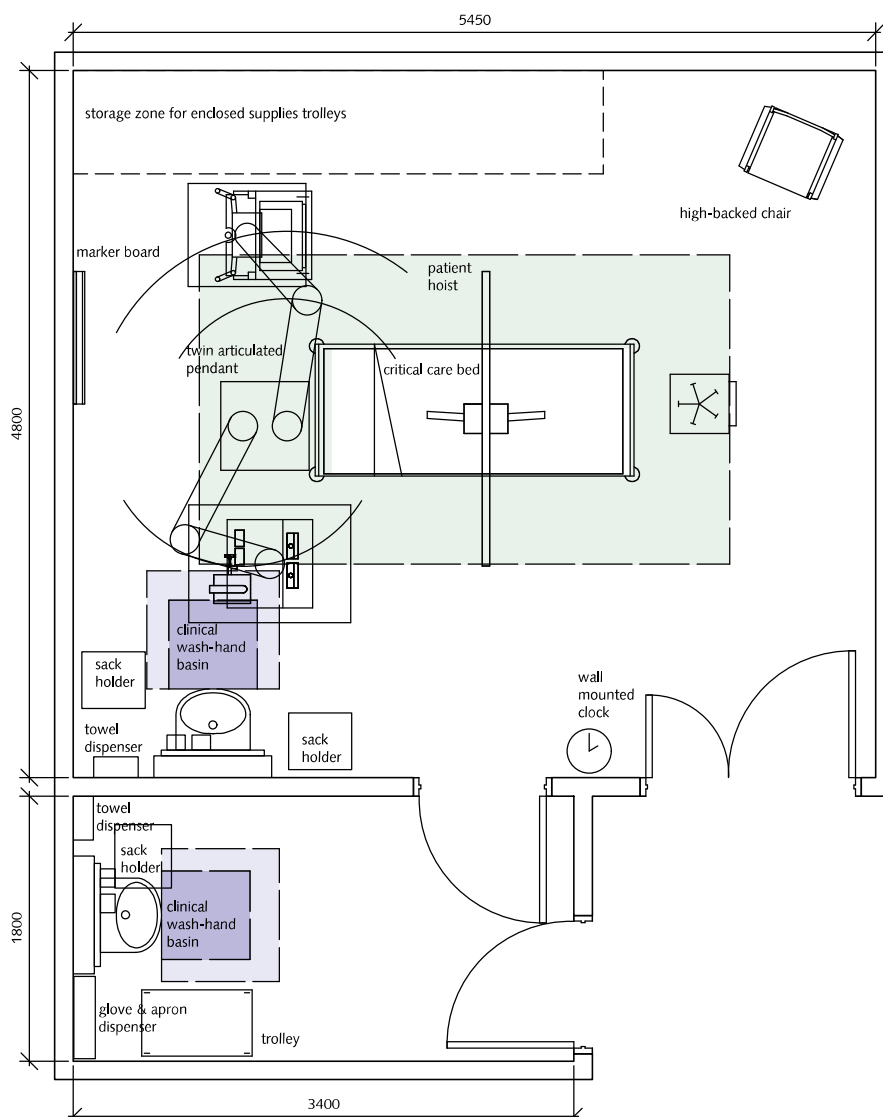 5450
storage zone for enclosed supplies trolleys
high-backed chair
marker board
patient
hoist
twin articulated
pendant
critical care bed
4800
clinical
wash-hand
basin
sack
holder
wall
mounted
clock
towel
dispenser
sack
holder
towel
dispenser
sack
holder
clinical
wash-hand
basin
1800
glove & apron
dispenser
trolley
3400